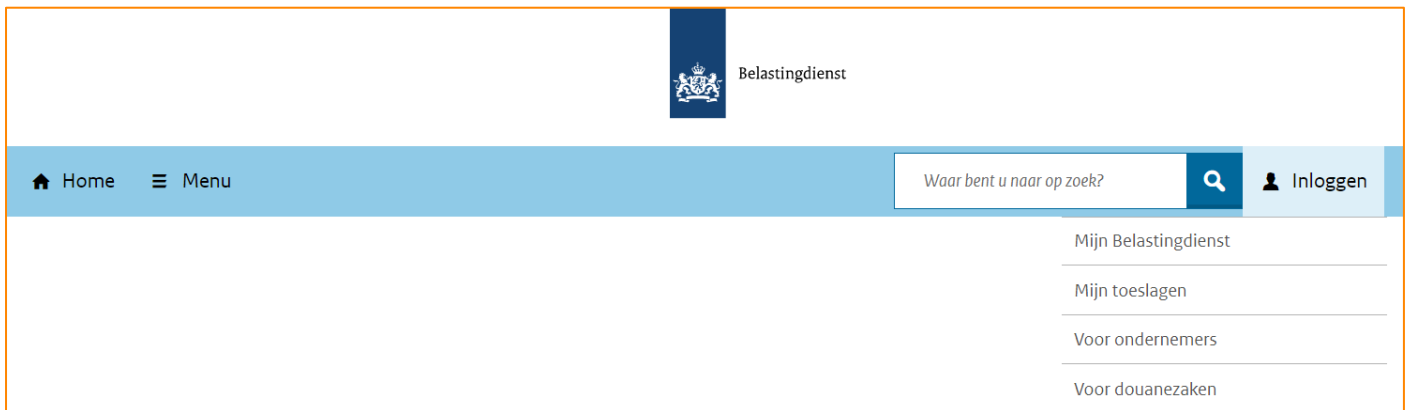 Belastingdienst
Home Menu Waar bent u naar op zoek? Inloggen
Mijn Belastingdienst
Mijn toeslagen
Voor ondernemers
Voor douanezaken